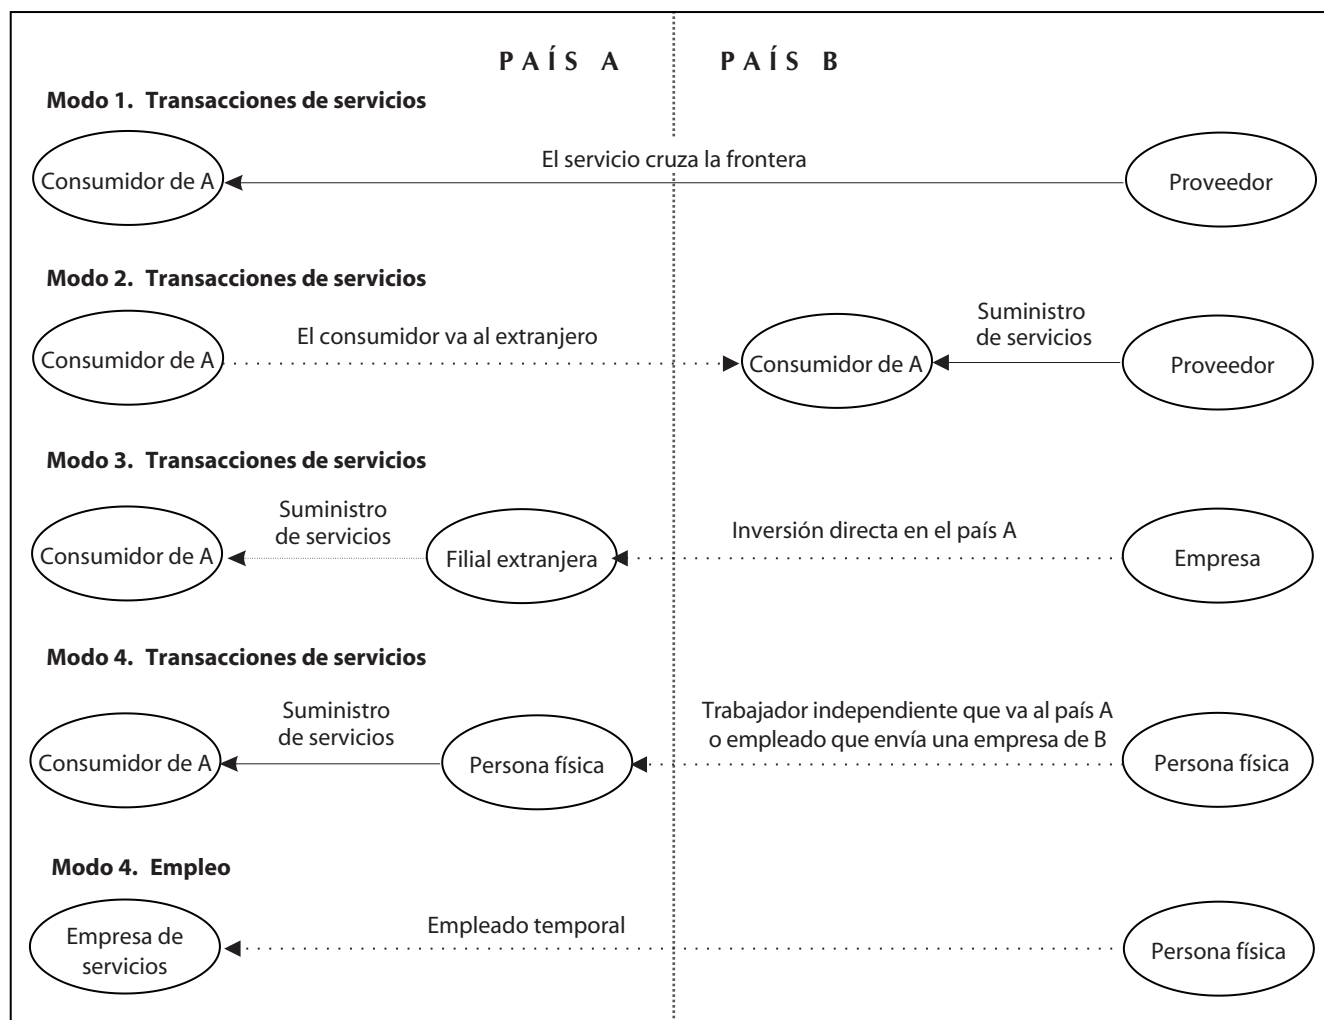 PAÍS A
PAÍS B
Modo 1. Transacciones de servicios
El servicio cruza la frontera
Consumidor de A
Proveedor
Modo 2. Transacciones de servicios
El consumidor va al extranjero
Suministro
de servicios
Consumidor de A
Consumidor de A
Proveedor
Modo 3. Transacciones de servicios
Suministro
de servicios
Inversión directa en el país A
Consumidor de A
Filial extranjera
Empresa
Modo 4. Transacciones de servicios
Suministro
de servicios
Trabajador independiente que va al país A
o empleado que envía una empresa de B
Consumidor de A
Persona física
Persona física
Modo 4. Empleo
Empleado temporal
Empresa de
servicios
Persona física